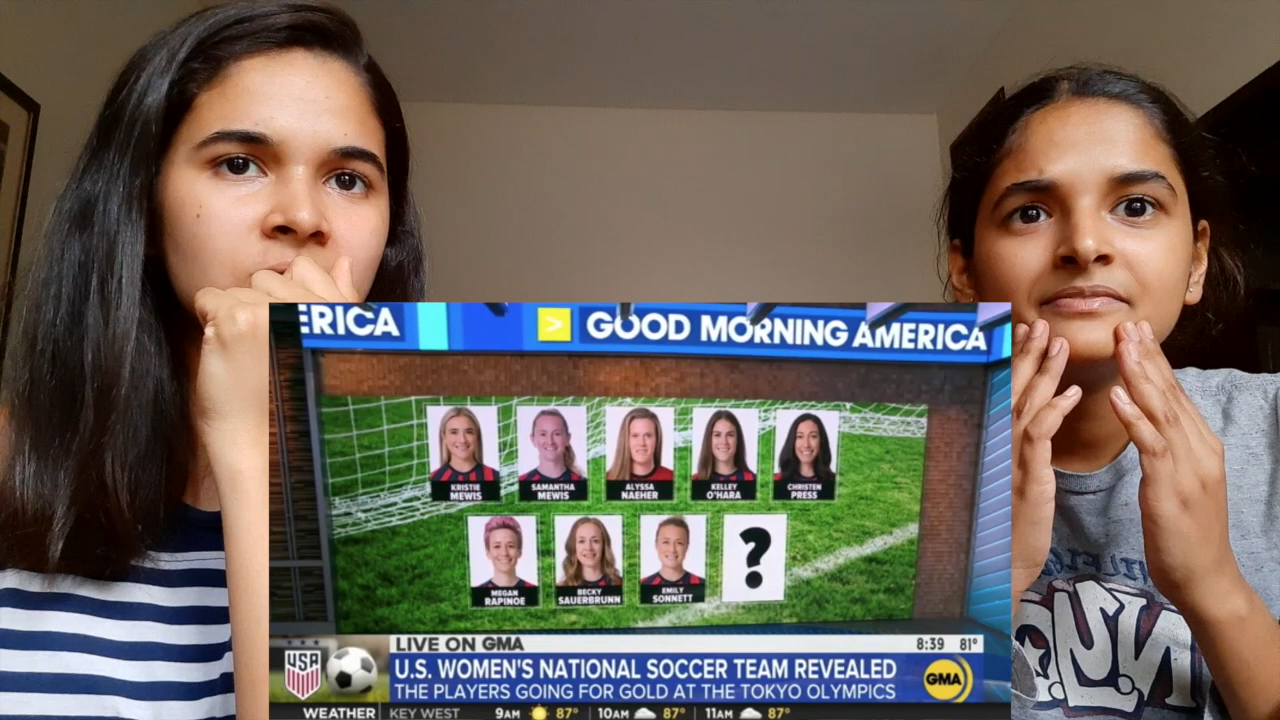 ERICA
> GOOD MORNING AMERICA
KRISTIE
MEWIS
SAMANTHA
MEWIS
ALYSSA
NAEHER
KELLEY
O'HARA
CHRISTEN
PRESS
MEGAN
RAPINOE
BECKY
SAUERBRUNN
EMILY
SONNETT
?
LIVE ON GMA
8:39 81°
USA
U.S. WOMEN'S NATIONAL SOCCER TEAM REVEALED
THE PLAYERS GOING FOR GOLD AT THE TOKYO OLYMPICS
GMA
WEATHER KEY WEST 9AM 87° 10AM 87° 11AM 87°